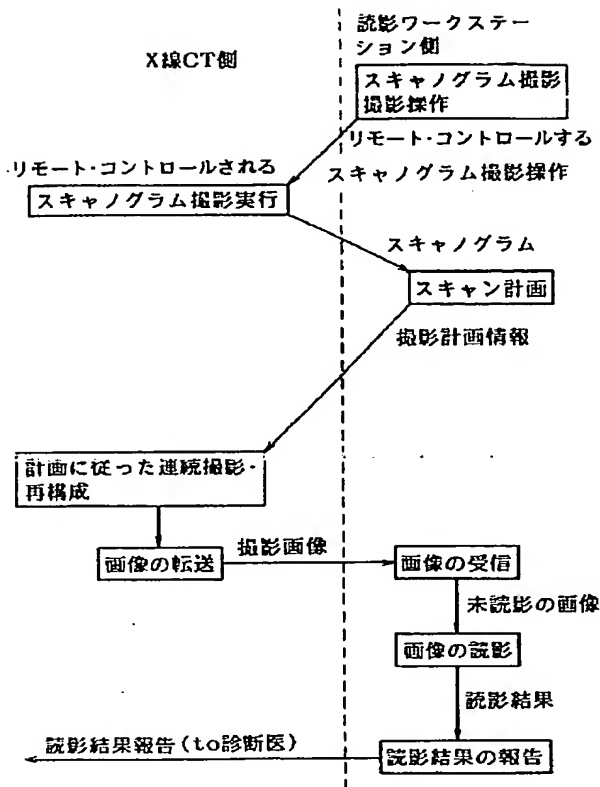 X線CT側
読影ワークステー
ション側
スキャノグラム撮影
撮影操作
リモート・コントロールする
スキャノグラム撮影操作
リモート・コントロールされる
スキャノグラム撮影実行
スキャノグラム
スキャン計画
撮影計画情報
計画に従った連続撮影・
再構成
画像の転送
撮影画像
画像の受信
未読影の画像
画像の読影
読影結果
読影結果の報告
読影結果報告(to診断医)